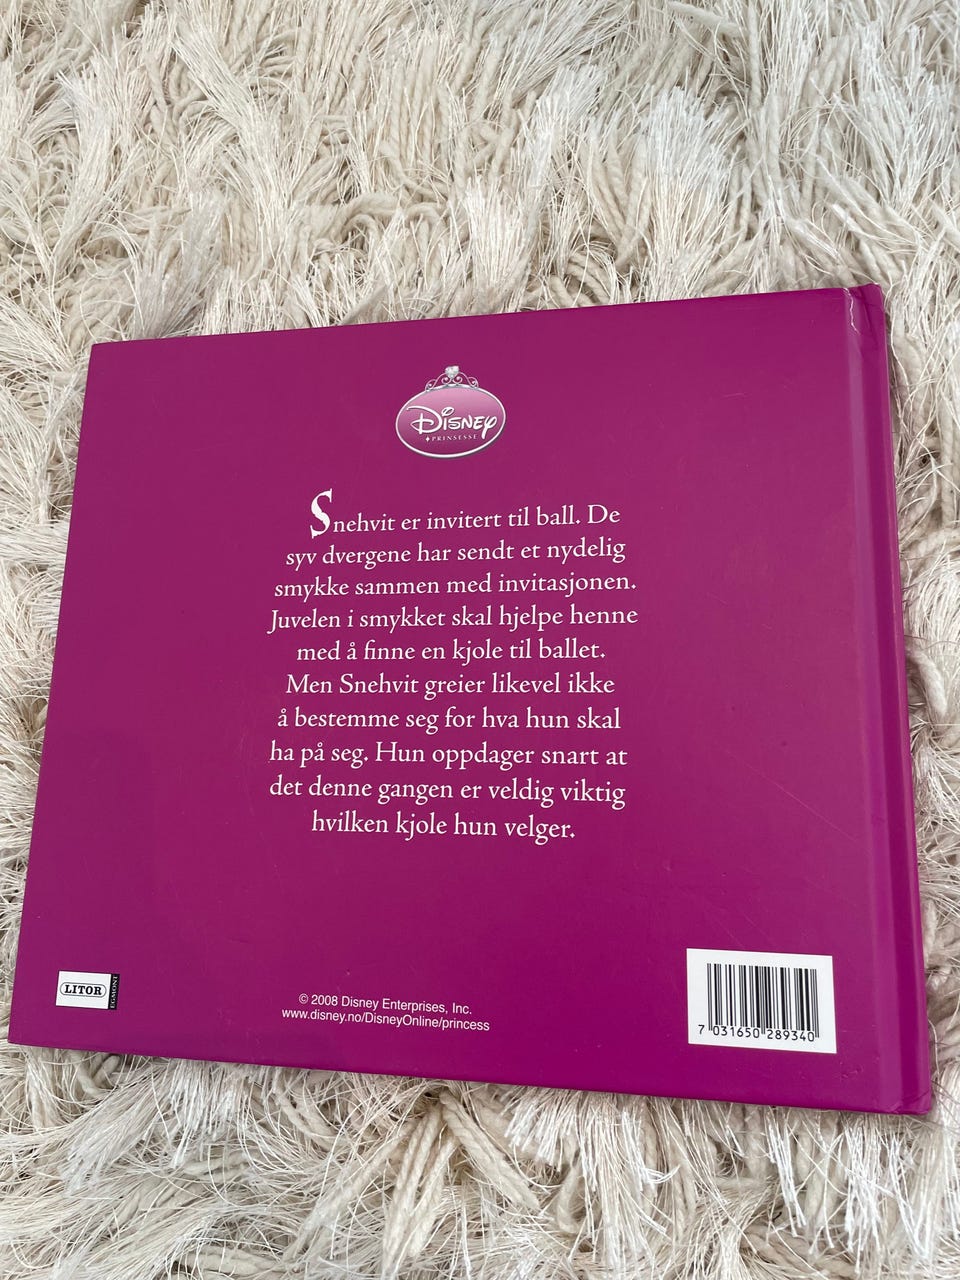 Disney
PRINSESSE
Snehvit er invitert til ball. De
syv dvergene har sendt et nydelig
smykke sammen med invitasjonen.
Juvelen i smykket skal hjelpe henne
med å finne en kjole til ballet.
Men Snehvit greier likevel ikke
å bestemme seg for hva hun skal
ha på seg. Hun oppdager snart at
det denne gangen er veldig viktig
hvilken kjole hun velger.
LITOR
EGMONT
© 2008 Disney Enterprises, Inc.
www.disney.no/DisneyOnline/princess
7 031650 289340